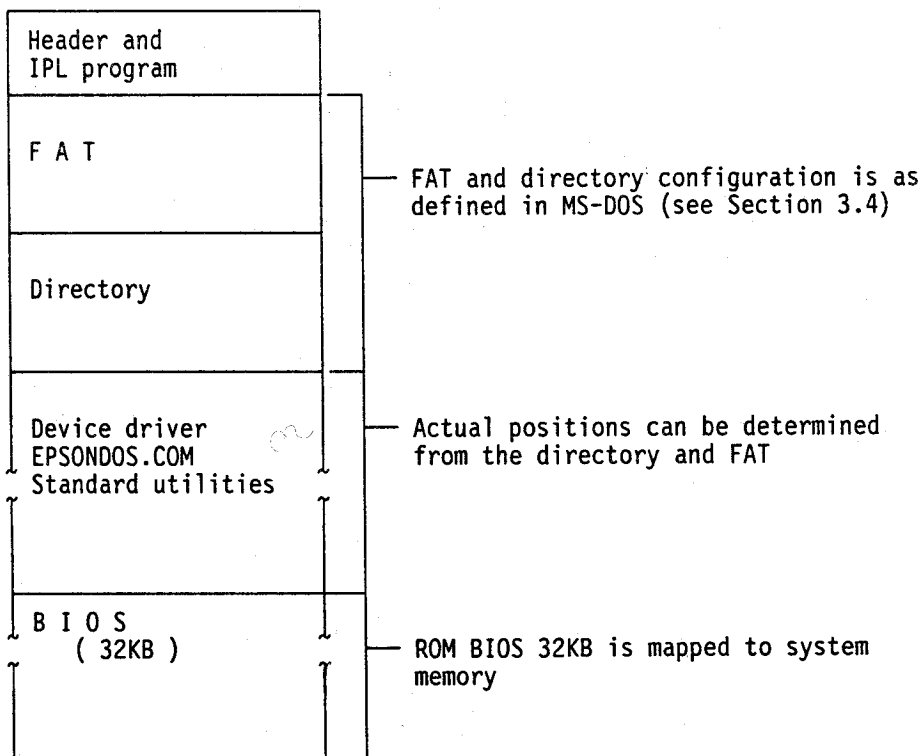 Header and
IPL program
F A T
FAT and directory configuration is as
defined in MS-DOS (see Section 3.4)
Directory
Device driver
EPSONDOS.COM
Standard utilities
Actual positions can be determined
from the directory and FAT
B I O S
( 32KB )
ROM BIOS 32KB is mapped to system
memory